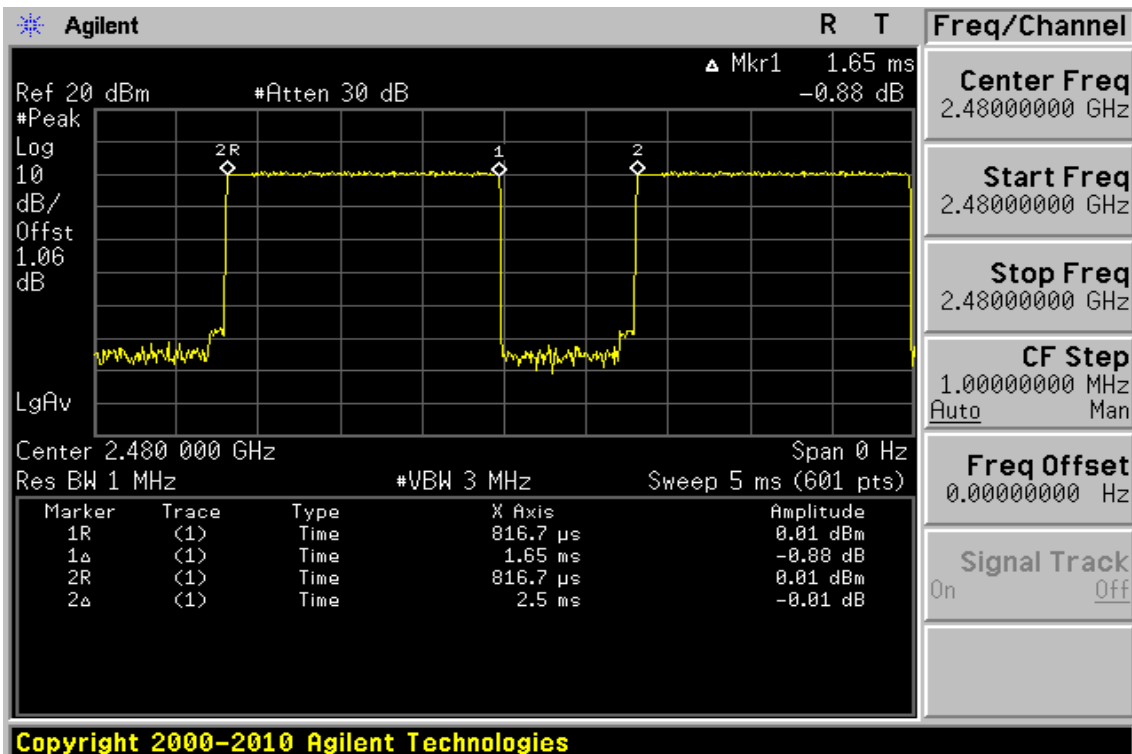 Agilent R T
Freq/Channel
Δ Mkr1 1.65 ms
Ref 20 dBm #Atten 30 dB -0.88 dB
#Peak
Log
10
dB/
Offst
1.06
dB
LgAv
2R 1 2
Center 2.480 000 GHz Span 0 Hz
Res BW 1 MHz #VBW 3 MHz Sweep 5 ms (601 pts)
Marker Trace Type X Axis Amplitude
1R (1) Time 816.7 µs 0.01 dBm
1Δ (1) Time 1.65 ms -0.88 dB
2R (1) Time 816.7 µs 0.01 dBm
2Δ (1) Time 2.5 ms -0.01 dB
Center Freq
2.48000000 GHz
Start Freq
2.48000000 GHz
Stop Freq
2.48000000 GHz
CF Step
1.00000000 MHz
Auto Man
Freq Offset
0.00000000 Hz
Signal Track
On Off
Copyright 2000-2010 Agilent Technologies